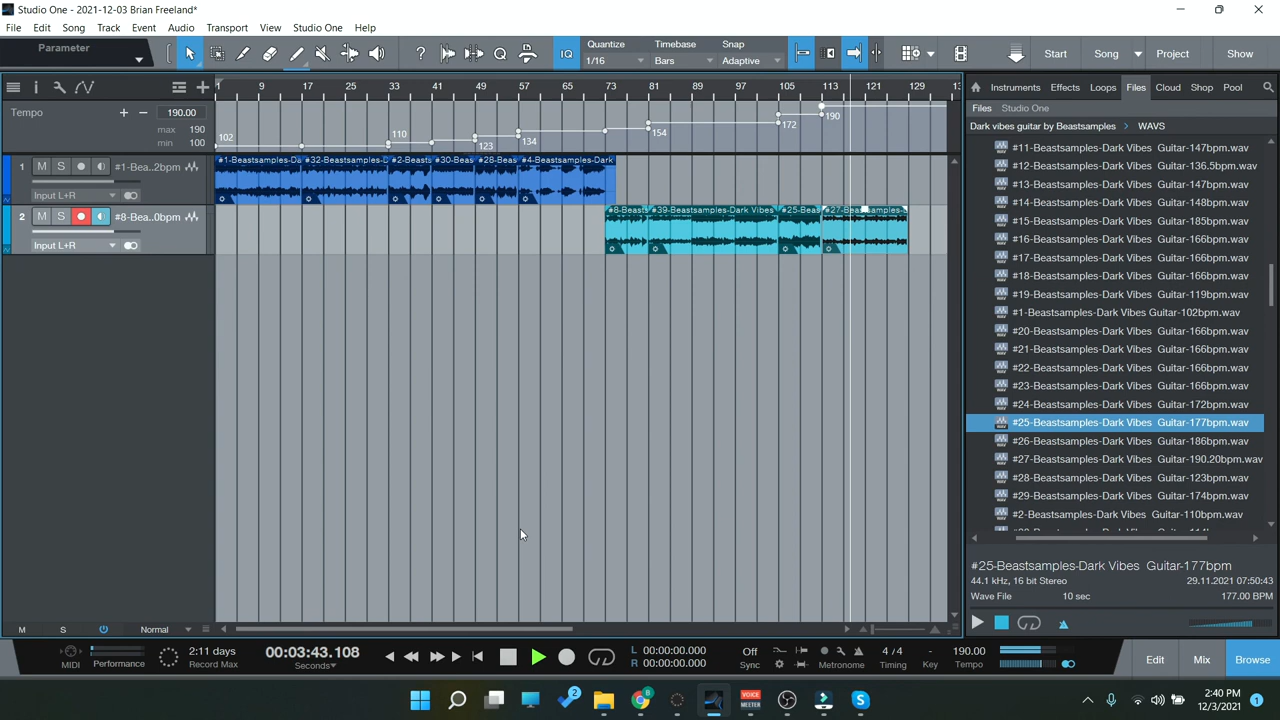 Studio One - 2021-12-03 Brian Freeland*
File Edit Song Track Event Audio Transport View Studio One Help
Parameter
? IQ Quantize 1/16 Timebase Bars Snap Adaptive Start Song Project Show
1 9 17 25 33 41 49 57 65 73 81 89 97 105 113 121 129
Instruments Effects Loops Files Cloud Shop Pool
Files Studio One
Dark vibes guitar by Beastsamples > WAVS
Tempo + − 190.00
max 190
min 100
102 110 123 134 154 172 190
1 M S #1-Bea..2bpm
Input L+R
#1-Beastsamples-Da #32-Beastsamples-D #2-Beasts #30-Beas #28-Beas #4-Beastsamples-Dark
2 M S #8-Bea..0bpm
Input L+R
#8-Beasts #39-Beastsamples-Dark Vibes #25-Beas
#11-Beastsamples-Dark Vibes Guitar-147bpm.wav
#12-Beastsamples-Dark Vibes Guitar-136.5bpm.wav
#13-Beastsamples-Dark Vibes Guitar-147bpm.wav
#14-Beastsamples-Dark Vibes Guitar-148bpm.wav
#15-Beastsamples-Dark Vibes Guitar-185bpm.wav
#16-Beastsamples-Dark Vibes Guitar-166bpm.wav
#17-Beastsamples-Dark Vibes Guitar-166bpm.wav
#18-Beastsamples-Dark Vibes Guitar-166bpm.wav
#19-Beastsamples-Dark Vibes Guitar-119bpm.wav
#1-Beastsamples-Dark Vibes Guitar-102bpm.wav
#20-Beastsamples-Dark Vibes Guitar-166bpm.wav
#21-Beastsamples-Dark Vibes Guitar-166bpm.wav
#22-Beastsamples-Dark Vibes Guitar-166bpm.wav
#23-Beastsamples-Dark Vibes Guitar-166bpm.wav
#24-Beastsamples-Dark Vibes Guitar-172bpm.wav
#25-Beastsamples-Dark Vibes Guitar-177bpm.wav
#26-Beastsamples-Dark Vibes Guitar-186bpm.wav
#27-Beastsamples-Dark Vibes Guitar-190.20bpm.wav
#28-Beastsamples-Dark Vibes Guitar-123bpm.wav
#29-Beastsamples-Dark Vibes Guitar-174bpm.wav
#2-Beastsamples-Dark Vibes Guitar-110bpm.wav
#25-Beastsamples-Dark Vibes Guitar-177bpm
44.1 kHz, 16 bit Stereo 29.11.2021 07:50:43
Wave File 10 sec 177.00 BPM
M S Normal
MIDI Performance 2:11 days Record Max 00:03:43.108 Seconds
L 00:00:00.000
R 00:00:00.000
Off Sync Metronome 4 / 4 Timing - Key 190.00 Tempo
Edit Mix Browse
2 B VOICE MEETER S
2:40 PM
12/3/2021 1